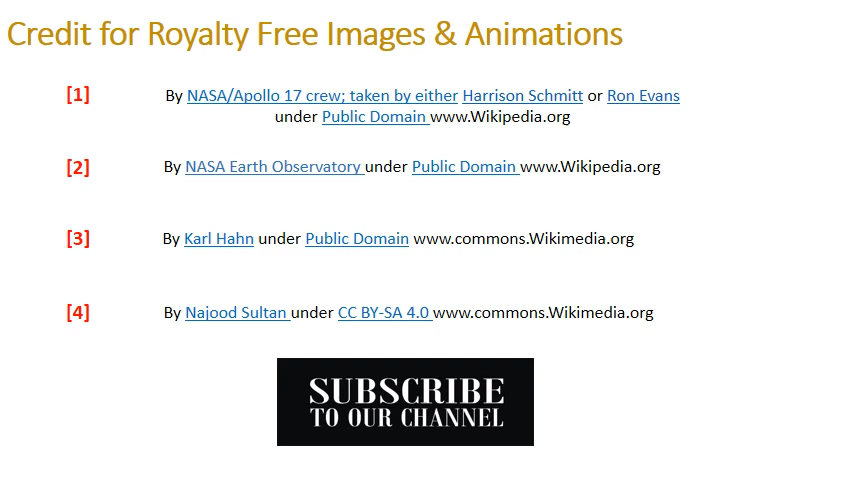 Credit for Royalty Free Images & Animations
[1] By NASA/Apollo 17 crew; taken by either Harrison Schmitt or Ron Evans
under Public Domain www.Wikipedia.org
[2] By NASA Earth Observatory under Public Domain www.Wikipedia.org
[3] By Karl Hahn under Public Domain www.commons.Wikimedia.org
[4] By Najood Sultan under CC BY-SA 4.0 www.commons.Wikimedia.org
SUBSCRIBE
TO OUR CHANNEL